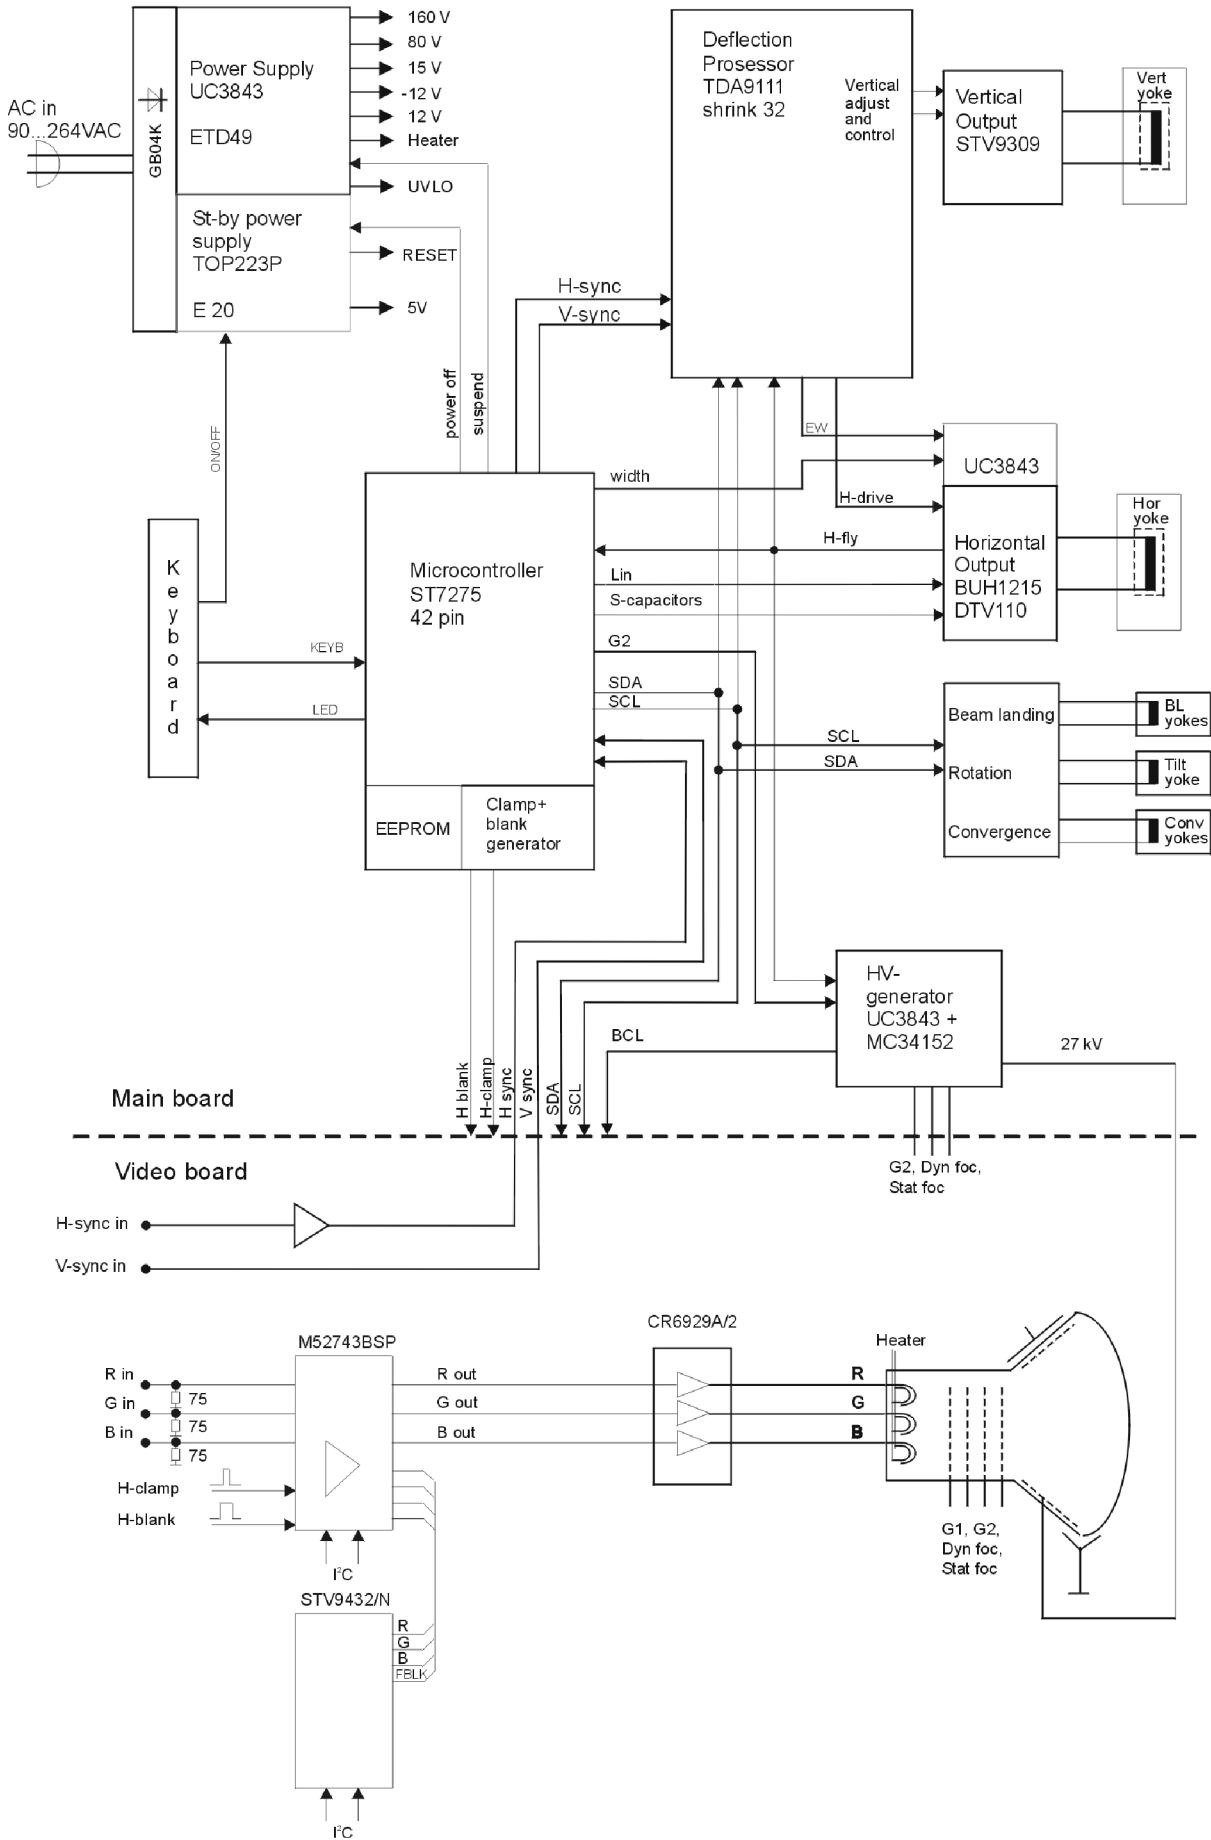 AC in
90...264VAC
GB04K
Power Supply
UC3843
ETD49
160 V
80 V
15 V
-12 V
12 V
Heater
UVLO
St-by power
supply
TOP223P
E 20
RESET
5V
ON/OFF
power off
suspend
Deflection
Prosessor
TDA9111
shrink 32
Vertical
adjust
and
control
Vertical
Output
STV9309
Vert
yoke
H-sync
V-sync
EW
UC3843
width
H-drive
H-fly
Horizontal
Output
BUH1215
DTV110
Hor
yoke
Keyboard
KEYB
LED
Microcontroller
ST7275
42 pin
Lin
S-capacitors
G2
SDA
SCL
SCL
SDA
Beam landing
Rotation
Convergence
BL
yokes
Tilt
yoke
Conv
yokes
EEPROM
Clamp+
blank
generator
HV-
generator
UC3843 +
MC34152
BCL
27 kV
H blank
H-clamp
H sync
V sync
SDA
SCL
Main board
Video board
G2, Dyn foc,
Stat foc
H-sync in
V-sync in
M52743BSP
CR6929A/2
Heater
R in
G in
B in
75
75
75
R out
G out
B out
R
G
B
H-clamp
H-blank
I²C
G1, G2,
Dyn foc,
Stat foc
STV9432/N
R
G
B
FBLK
I²C